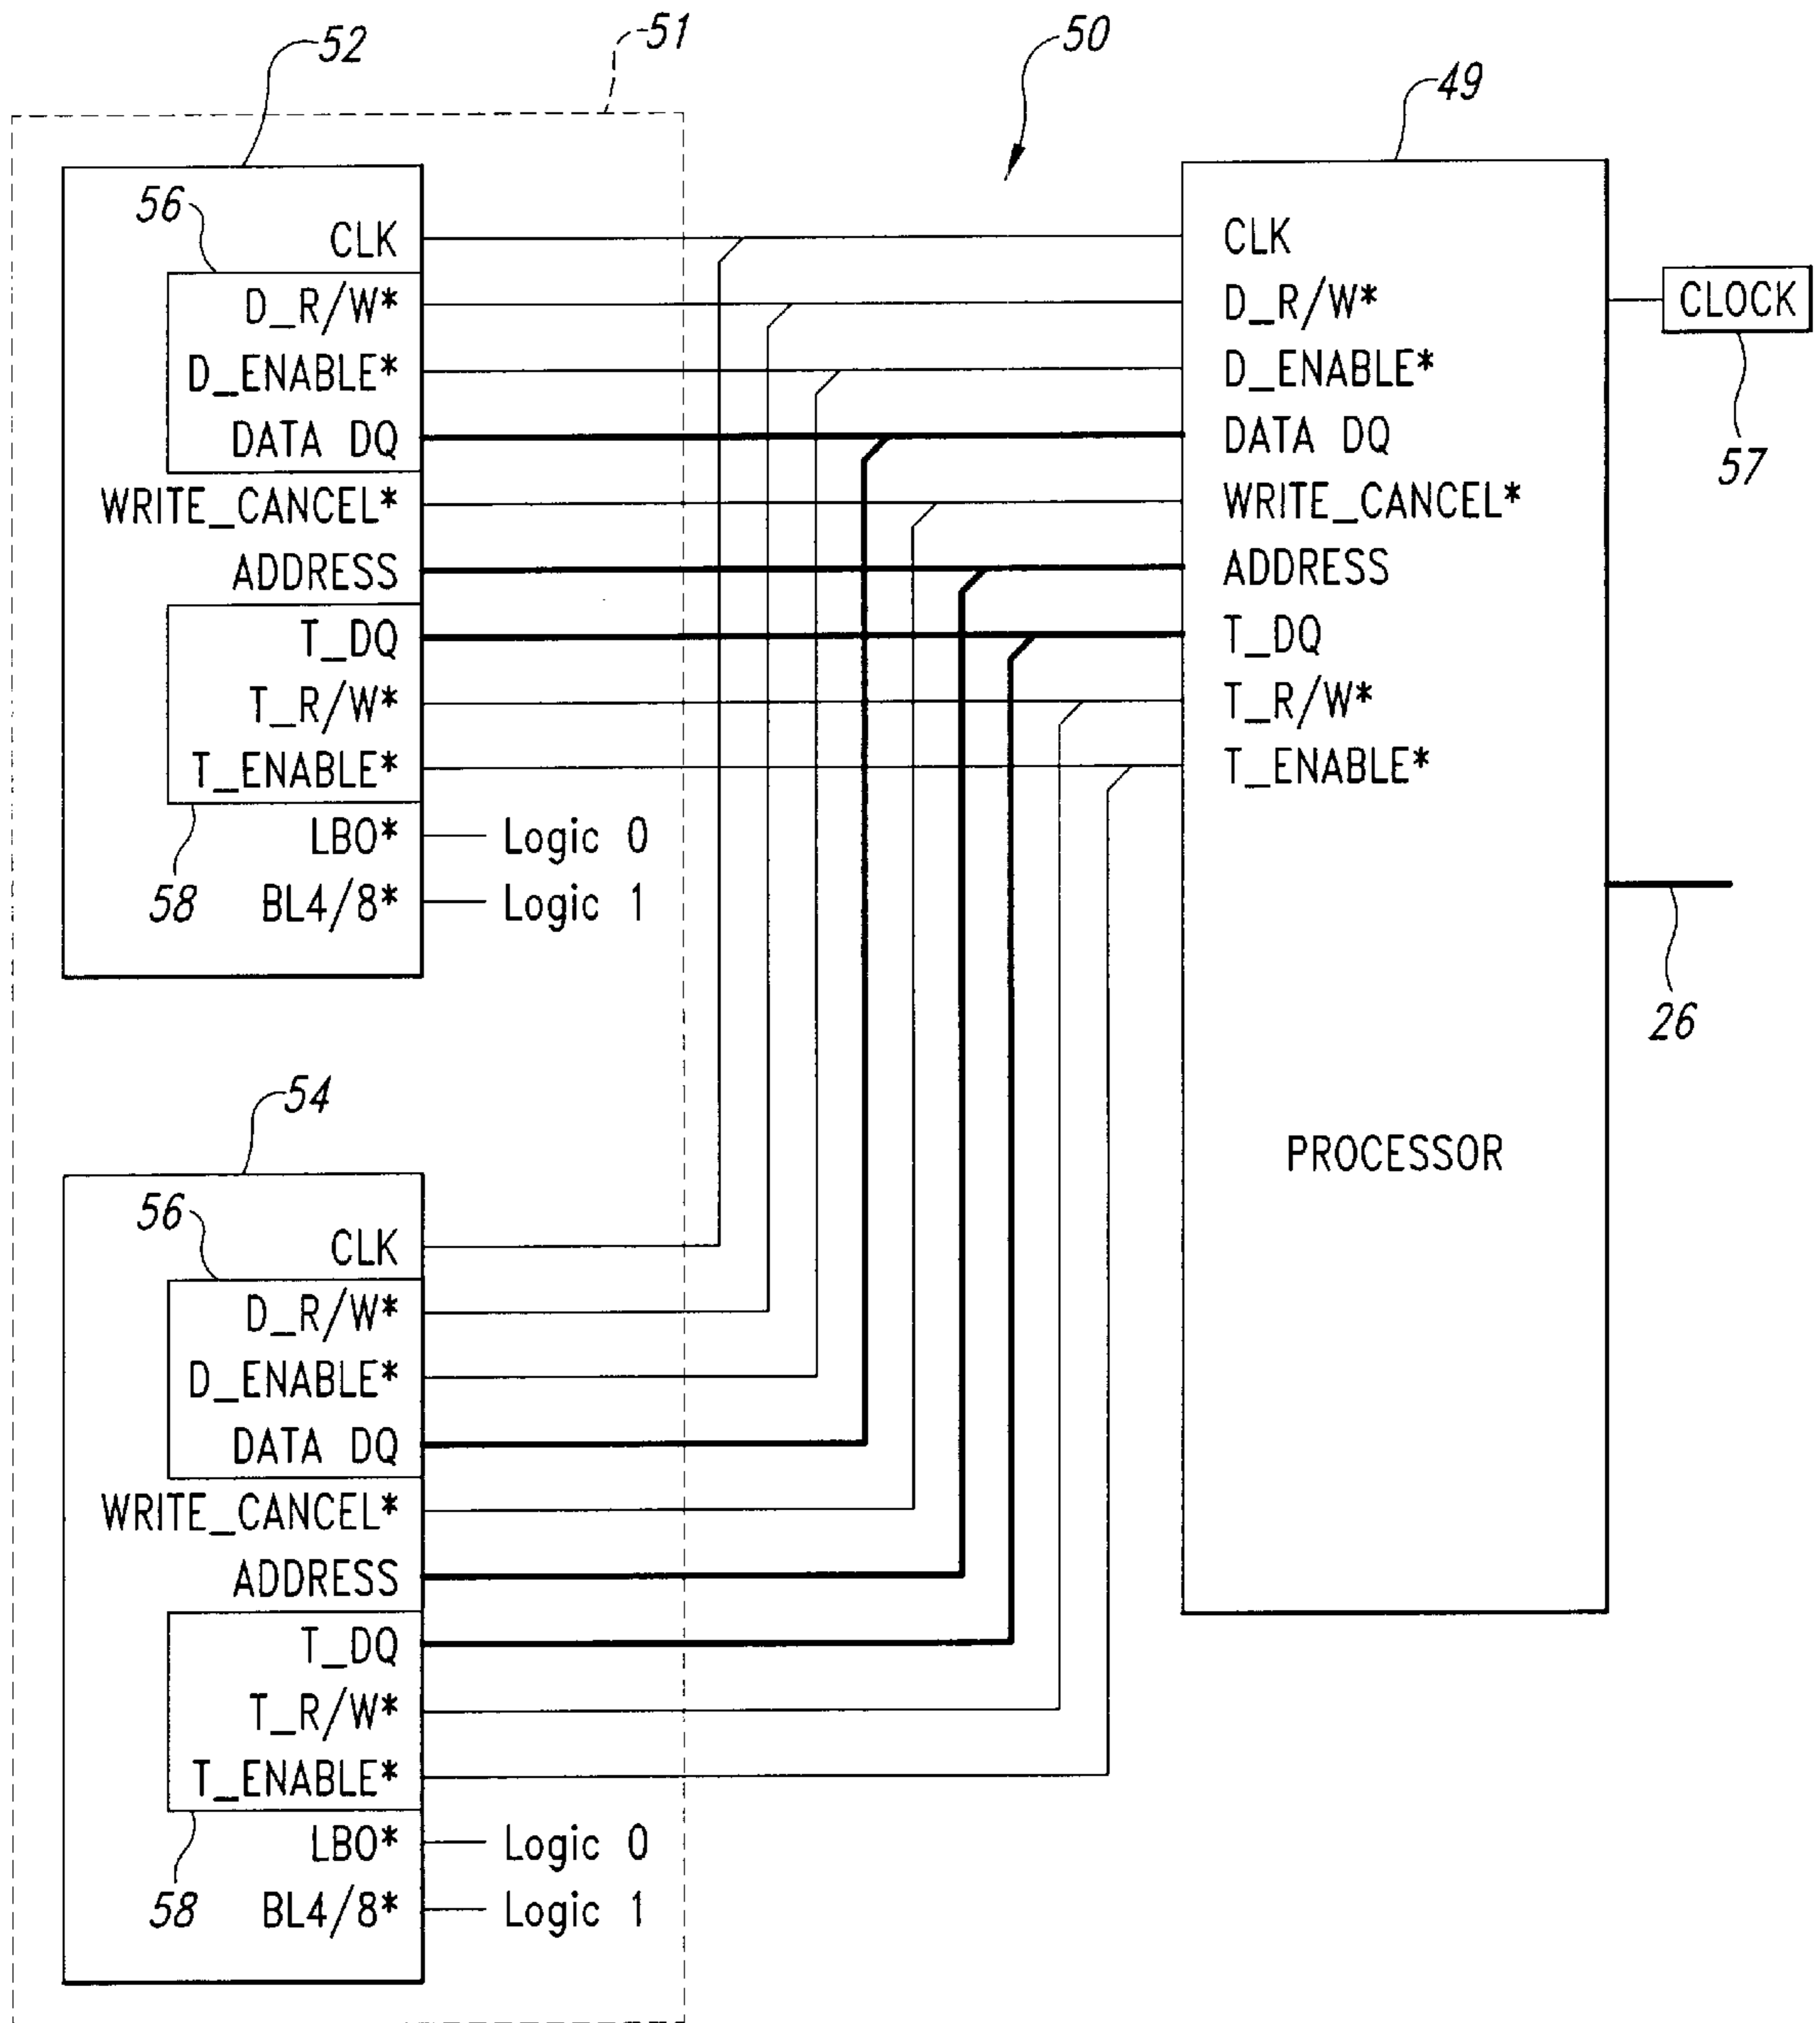 51
50
52
49
56
CLK
D_R/W*
D_ENABLE*
DATA DQ
WRITE_CANCEL*
ADDRESS
T_DQ
T_R/W*
T_ENABLE*
LBO* Logic 0
58 BL4/8* Logic 1
CLK
D_R/W*
D_ENABLE*
DATA DQ
WRITE_CANCEL*
ADDRESS
T_DQ
T_R/W*
T_ENABLE*
PROCESSOR
CLOCK
57
26
54
56
CLK
D_R/W*
D_ENABLE*
DATA DQ
WRITE_CANCEL*
ADDRESS
T_DQ
T_R/W*
T_ENABLE*
LBO* Logic 0
58 BL4/8* Logic 1